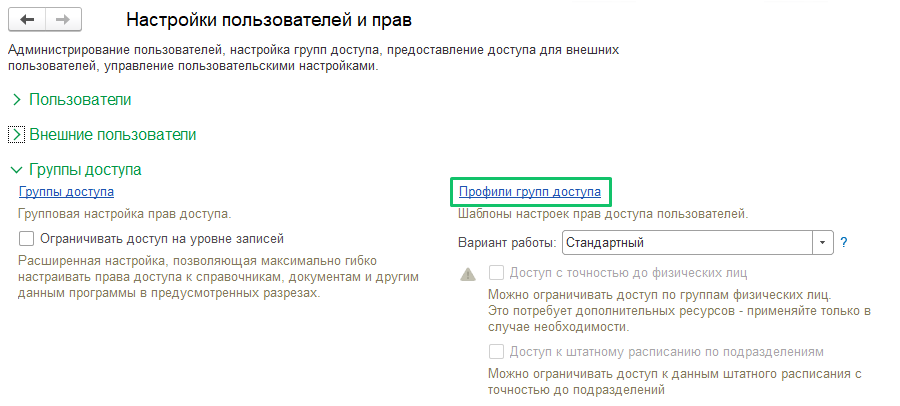 Настройки пользователей и прав
Администрирование пользователей, настройка групп доступа, предоставление доступа для внешних
пользователей, управление пользовательскими настройками.
Пользователи
Внешние пользователи
Группы доступа
Группы доступа
Групповая настройка прав доступа.
Ограничивать доступ на уровне записей
Расширенная настройка, позволяющая максимально гибко
настраивать права доступа к справочникам, документам и другим
данным программы в предусмотренных разрезах.
Профили групп доступа
Шаблоны настроек прав доступа пользователей.
Вариант работы: Стандартный ?
Доступ с точностью до физических лиц
Можно ограничивать доступ по группам физических лиц.
Это потребует дополнительных ресурсов - применяйте только в
случае необходимости.
Доступ к штатному расписанию по подразделениям
Можно ограничивать доступ к данным штатного расписания с
точностью до подразделений